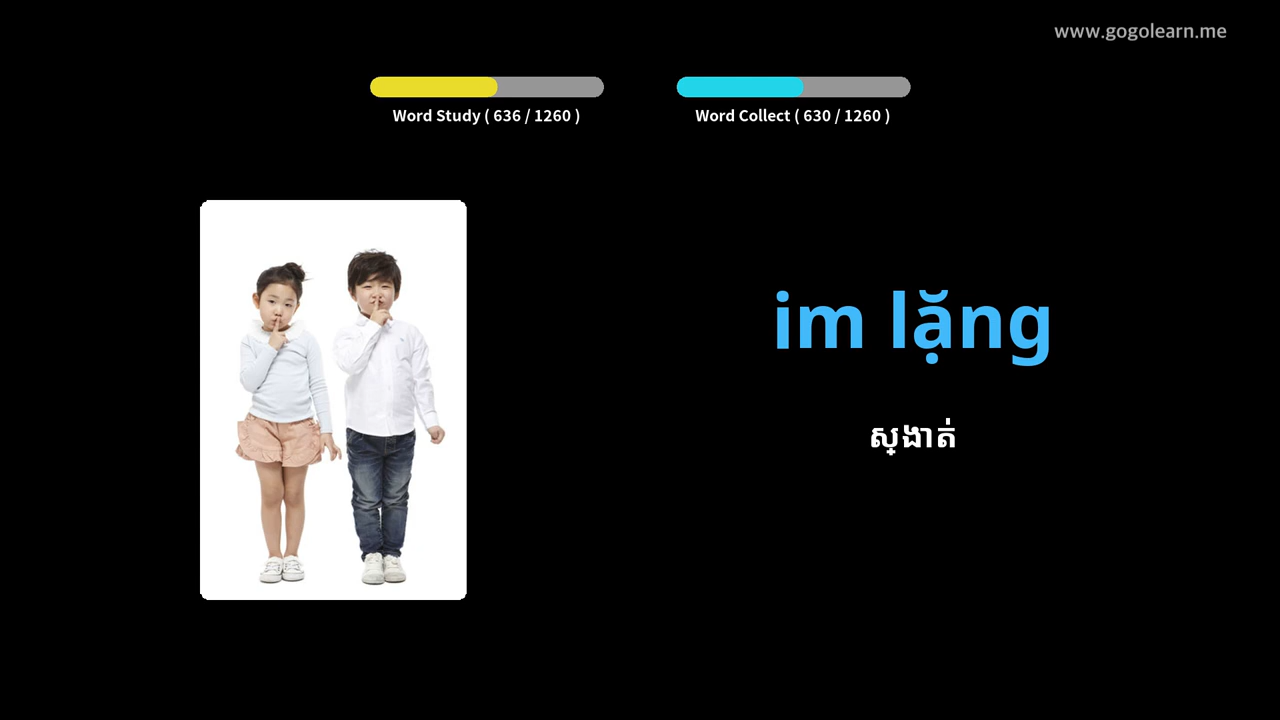 www.gogolearn.me
Word Study ( 636 / 1260 )
Word Collect ( 630 / 1260 )
im lặng
ស្ងាត់